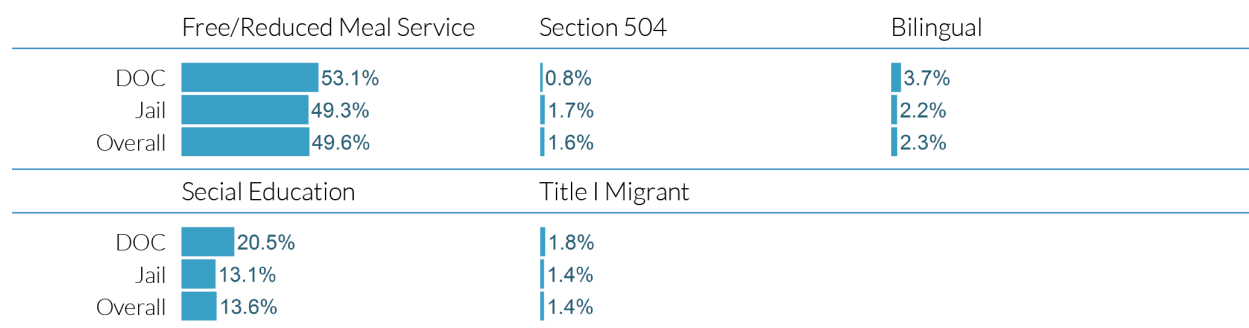 Free/Reduced Meal Service Section 504 Bilingual
DOC 53.1% 0.8% 3.7%
Jail 49.3% 1.7% 2.2%
Overall 49.6% 1.6% 2.3%
Secial Education Title I Migrant
DOC 20.5% 1.8%
Jail 13.1% 1.4%
Overall 13.6% 1.4%